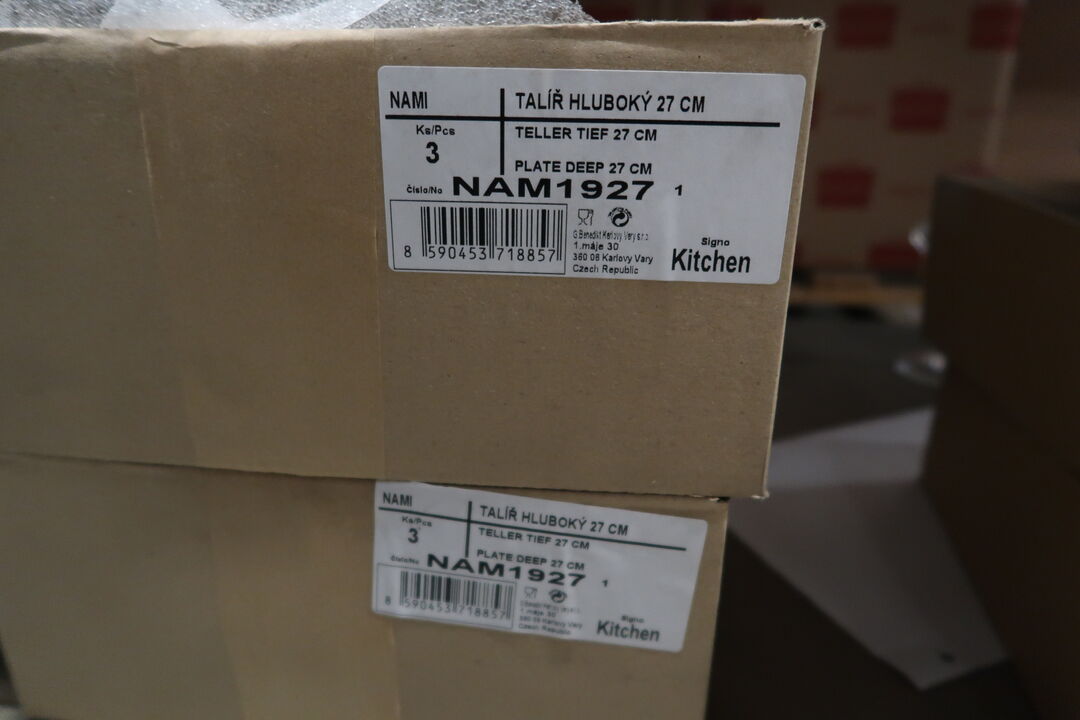 NAMI
TALÍŘ HLUBOKÝ 27 CM
Ks/Pcs
3
TELLER TIEF 27 CM
PLATE DEEP 27 CM
Číslo/No NAM1927 1
8 590453 718857
G.Benedikt Karlovy Vary s.r.o.
1.máje 30
360 06 Karlovy Vary
Czech Republic
Signo
Kitchen
NAMI
TALÍŘ HLUBOKÝ 27 CM
Ks/Pcs
3
TELLER TIEF 27 CM
PLATE DEEP 27 CM
Číslo/No NAM1927 1
8 590453 718857
1.máje 30
360 06 Karlovy Vary
Czech Republic
Signo
Kitchen